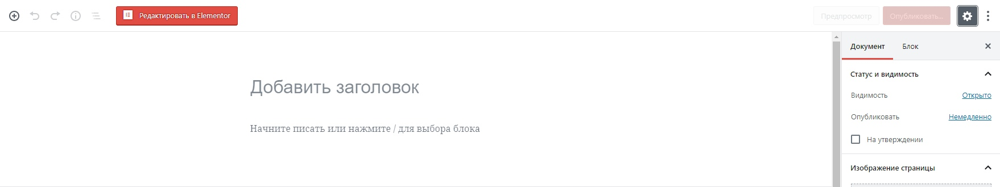 Редактировать в Elementor
Предпросмотр
Опубликовать...
Документ
Блок
Статус и видимость
Добавить заголовок
Видимость
Открыто
Опубликовать
Немедленно
Начните писать или нажмите / для выбора блока
На утверждении
Изображение страницы